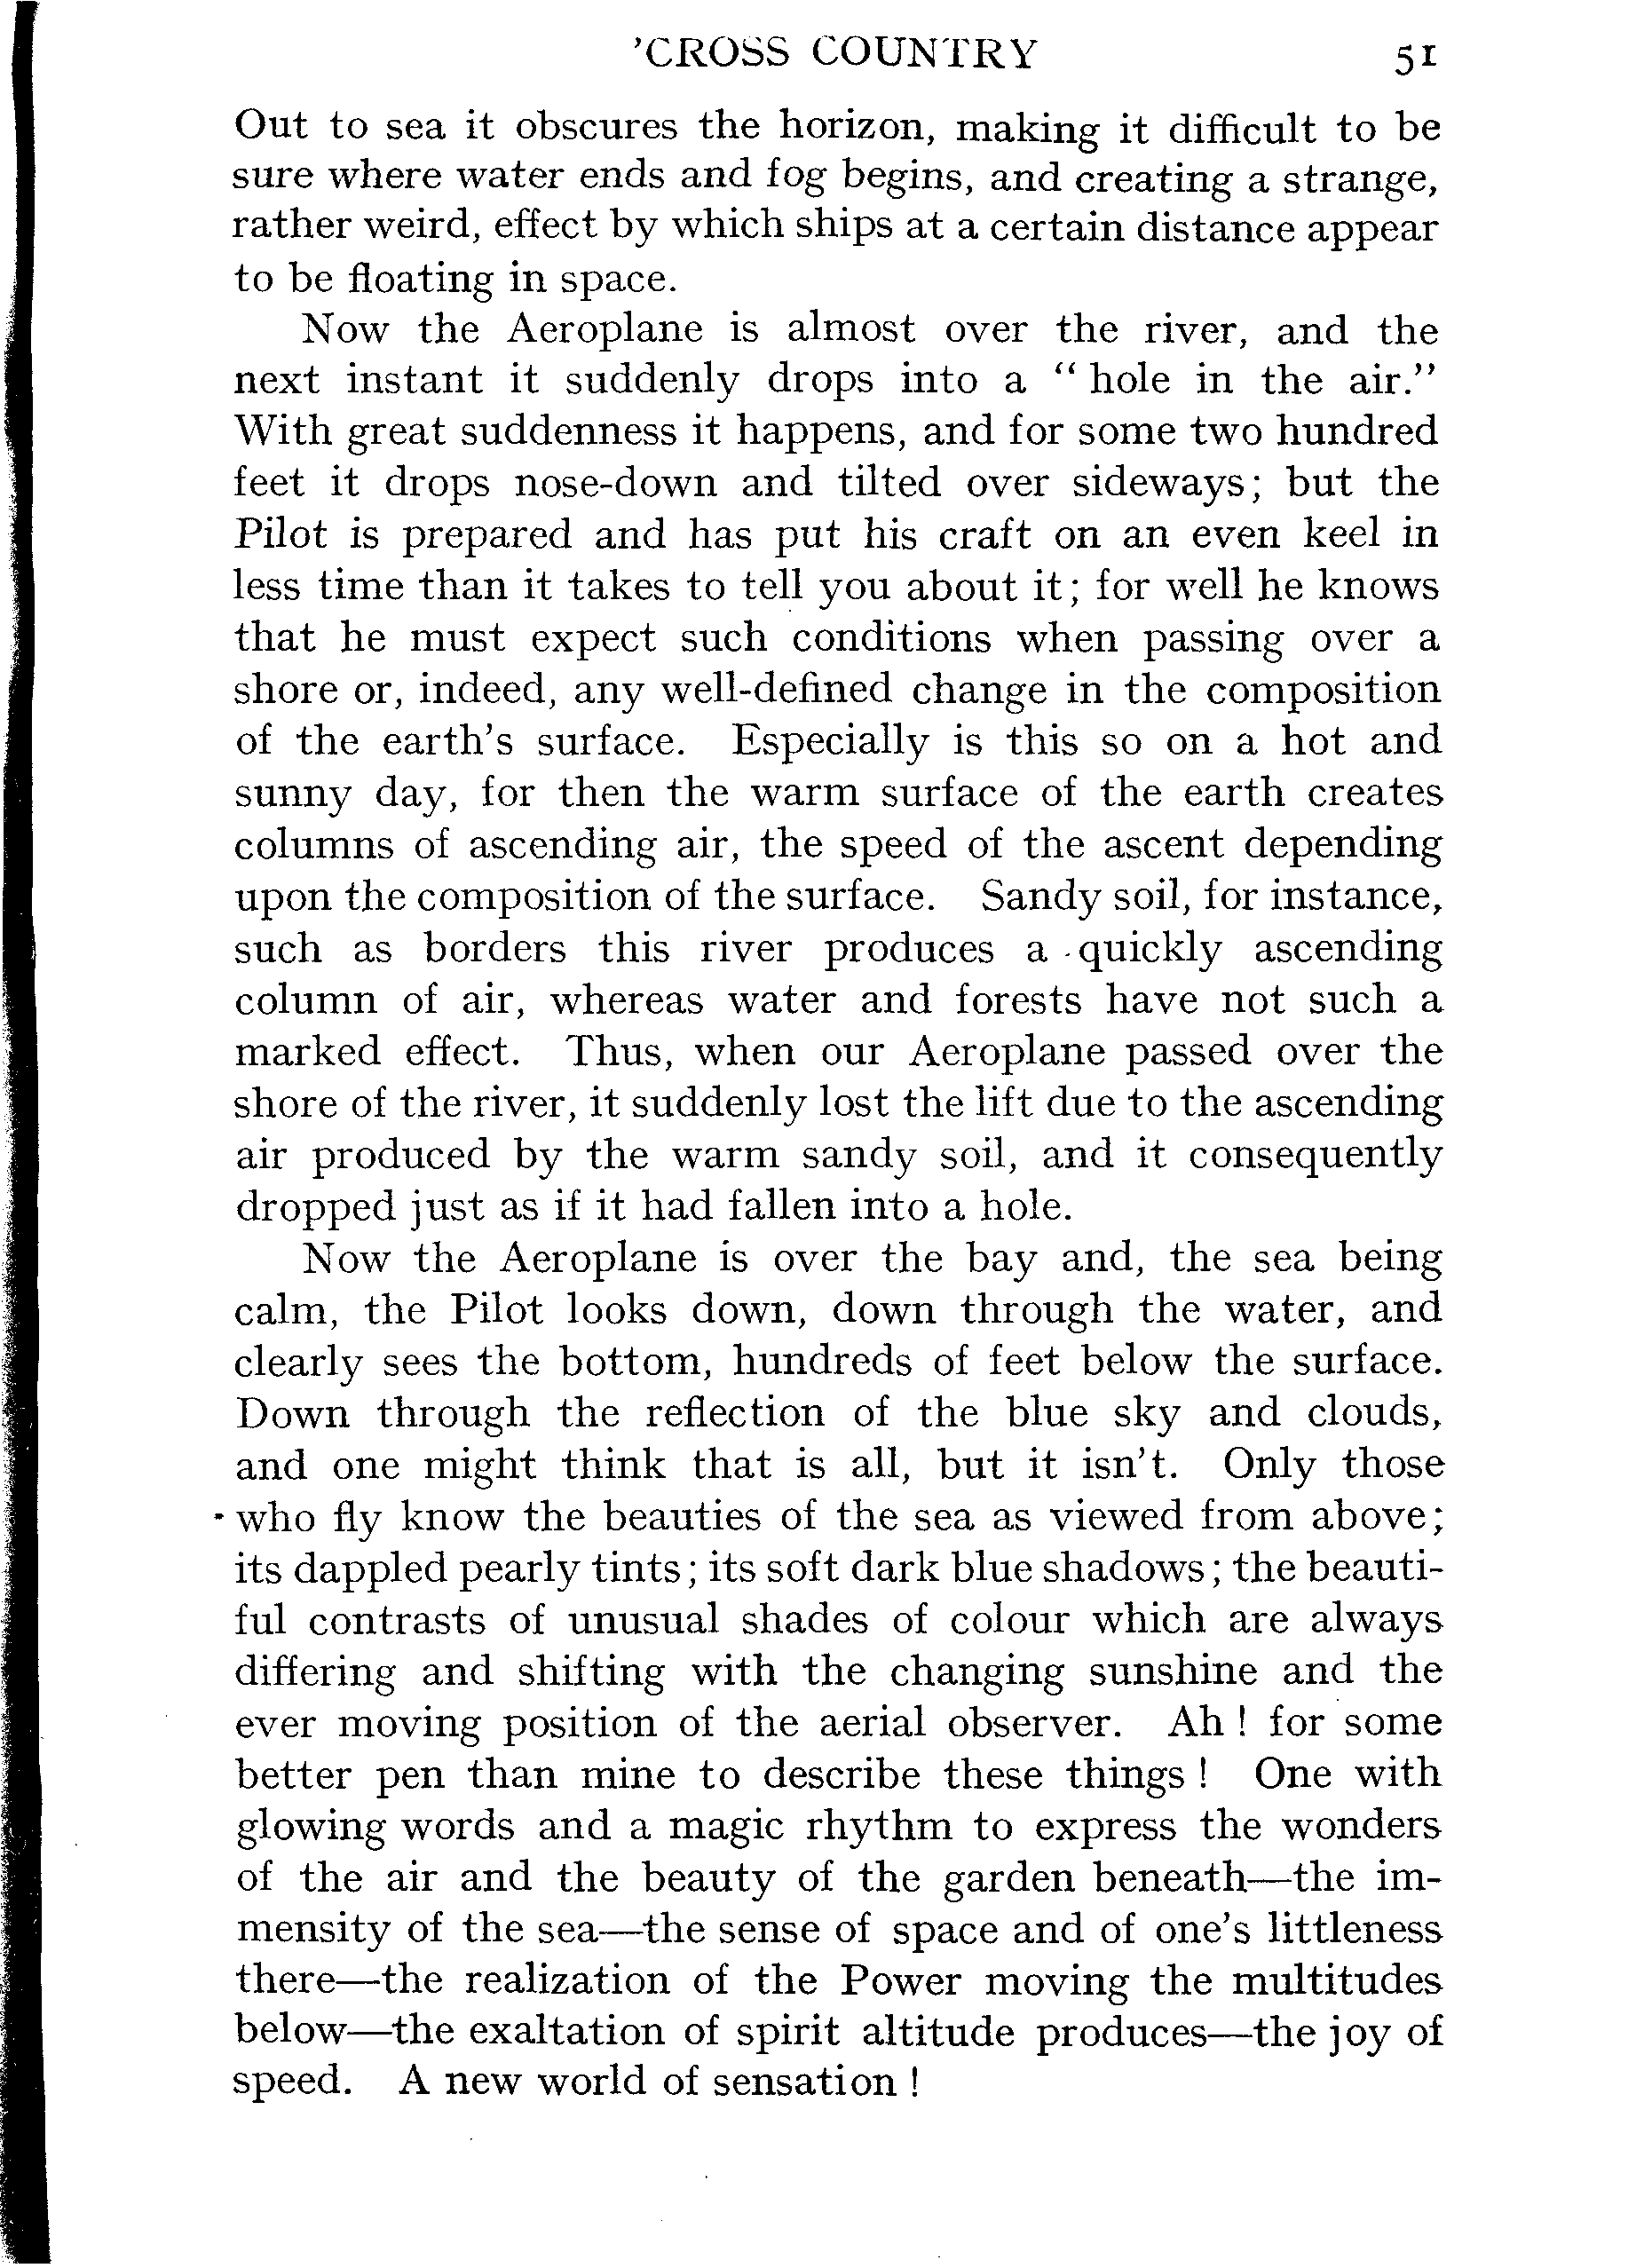 'CROSS COUNTRY 51
Out to sea it obscures the horizon, making it difficult to be
sure where water ends and fog begins, and creating a strange,
rather weird, effect by which ships at a certain distance appear
to be floating in space.
Now the Aeroplane is almost over the river, and the
next instant it suddenly drops into a “ hole in the air.”
With great suddenness it happens, and for some two hundred
feet it drops nose-down and tilted over sideways; but the
Pilot is prepared and has put his craft on an even keel in
less time than it takes to tell you about it; for well he knows
that he must expect such conditions when passing over a
shore or, indeed, any well-defined change in the composition
of the earth's surface. Especially is this so on a hot and
sunny day, for then the warm surface of the earth creates
columns of ascending air, the speed of the ascent depending
upon the composition of the surface. Sandy soil, for instance,
such as borders this river produces a quickly ascending
column of air, whereas water and forests have not such a
marked effect. Thus, when our Aeroplane passed over the
shore of the river, it suddenly lost the lift due to the ascending
air produced by the warm sandy soil, and it consequently
dropped just as if it had fallen into a hole.
Now the Aeroplane is over the bay and, the sea being
calm, the Pilot looks down, down through the water, and
clearly sees the bottom, hundreds of feet below the surface.
Down through the reflection of the blue sky and clouds,
and one might think that is all, but it isn't. Only those
who fly know the beauties of the sea as viewed from above;
its dappled pearly tints; its soft dark blue shadows; the beauti-
ful contrasts of unusual shades of colour which are always
differing and shifting with the changing sunshine and the
ever moving position of the aerial observer. Ah ! for some
better pen than mine to describe these things ! One with
glowing words and a magic rhythm to express the wonders
of the air and the beauty of the garden beneath—the im-
mensity of the sea—the sense of space and of one's littleness
there—the realization of the Power moving the multitudes
below—the exaltation of spirit altitude produces—the joy of
speed. A new world of sensation !